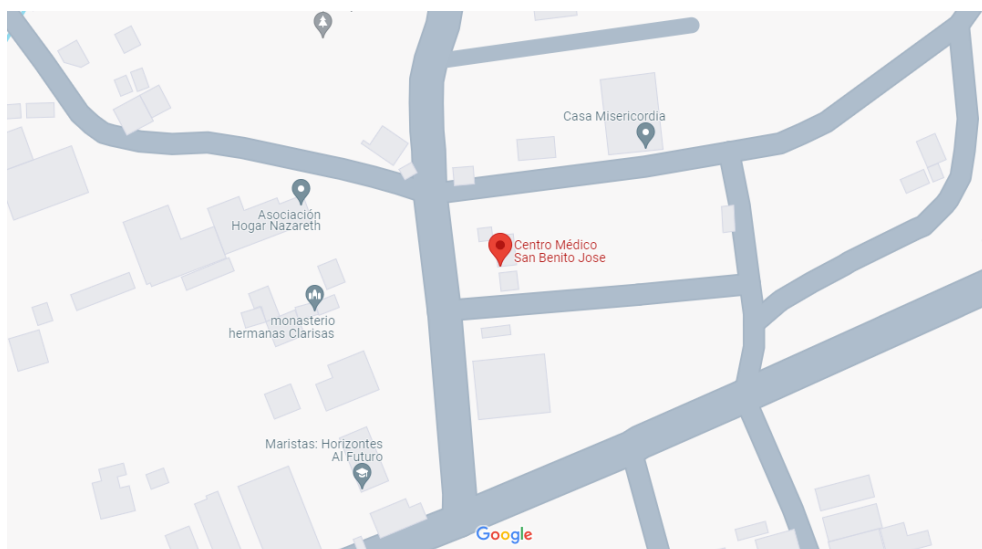 Casa Misericordia
Asociación
Hogar Nazareth
Centro Médico
San Benito Jose
monasterio
hermanas Clarisas
Maristas: Horizontes
Al Futuro
Google